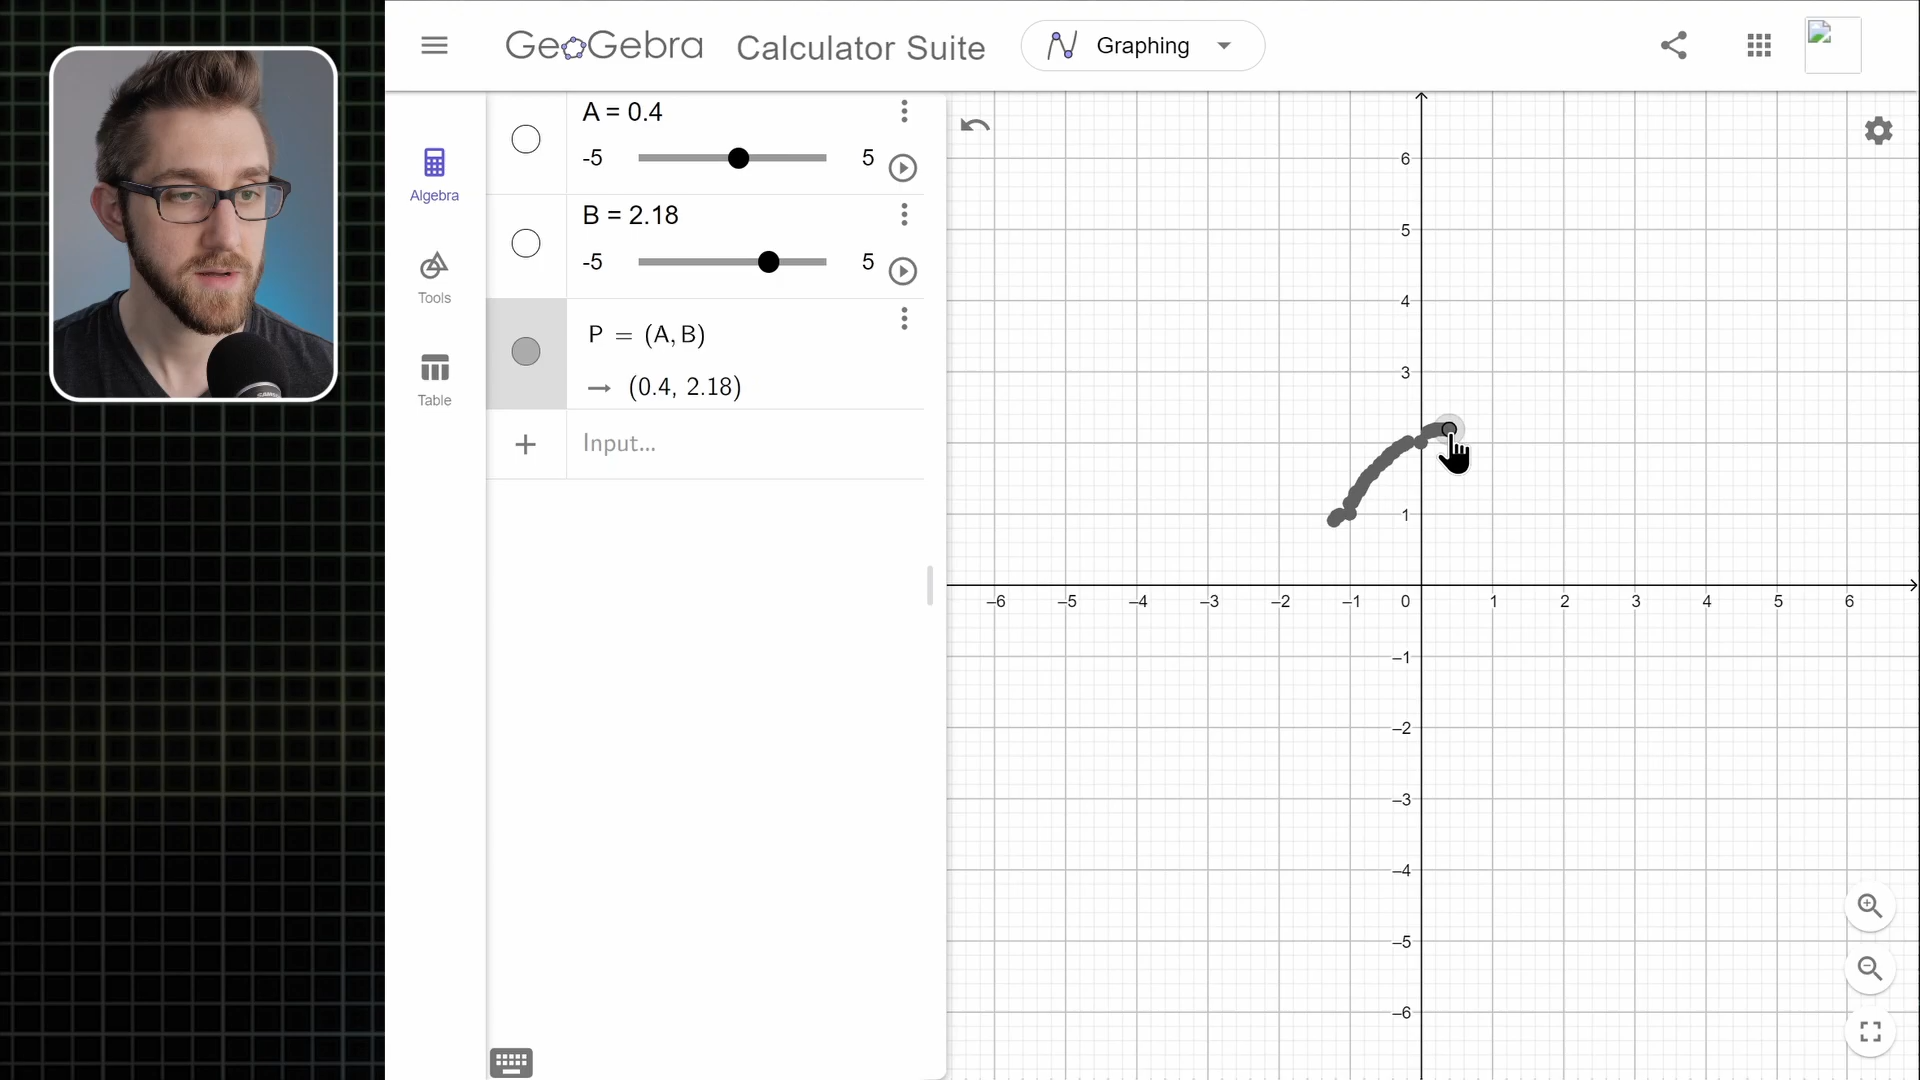 GeoGebra Calculator Suite
Graphing
Algebra
Tools
Table
A = 0.4
-5
5
B = 2.18
-5
5
P = (A, B)
→ (0.4, 2.18)
+
Input...
6
5
4
3
1
–6 –5 –4 –3 –2 –1 0 1 2 3 4 5 6
–1
–2
–3
–4
–5
–6